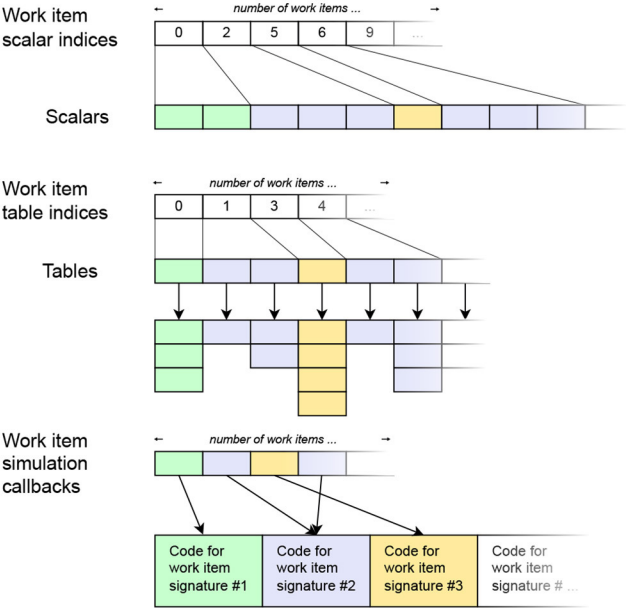 Work item
scalar indices
← number of work items ... →
0 2 5 6 9 ...
Scalars
Work item
table indices
← number of work items ... →
0 1 3 4 ...
Tables
Work item
simulation
callbacks
← number of work items ... →
Code for
work item
signature #1
Code for
work item
signature #2
Code for
work item
signature #3
Code for
work item
signature # ...